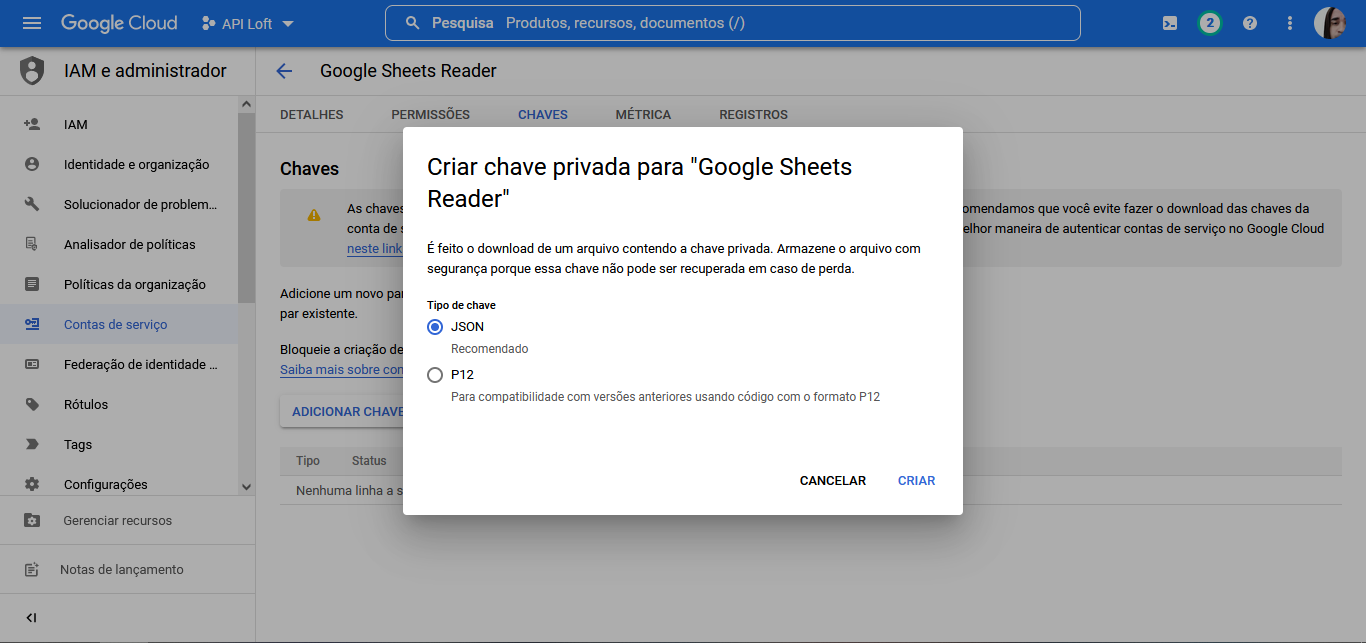 Google Cloud
API Loft
Pesquisa Produtos, recursos, documentos (/)
2
IAM e administrador
Google Sheets Reader
IAM
Identidade e organização
Solucionador de problem...
Analisador de políticas
Políticas da organização
Contas de serviço
Federação de identidade ...
Rótulos
Tags
Configurações
Gerenciar recursos
Notas de lançamento
DETALHES
PERMISSÕES
CHAVES
MÉTRICA
REGISTROS
Chaves
As chaves
omendamos que você evite fazer o download das chaves da
conta de s
elhor maneira de autenticar contas de serviço no Google Cloud
neste link
Adicione um novo par
par existente.
Bloqueie a criação de
Saiba mais sobre con
ADICIONAR CHAVE
Tipo
Status
Nenhuma linha a s
Criar chave privada para "Google Sheets
Reader"
É feito o download de um arquivo contendo a chave privada. Armazene o arquivo com
segurança porque essa chave não pode ser recuperada em caso de perda.
Tipo de chave
JSON
Recomendado
P12
Para compatibilidade com versões anteriores usando código com o formato P12
CANCELAR
CRIAR